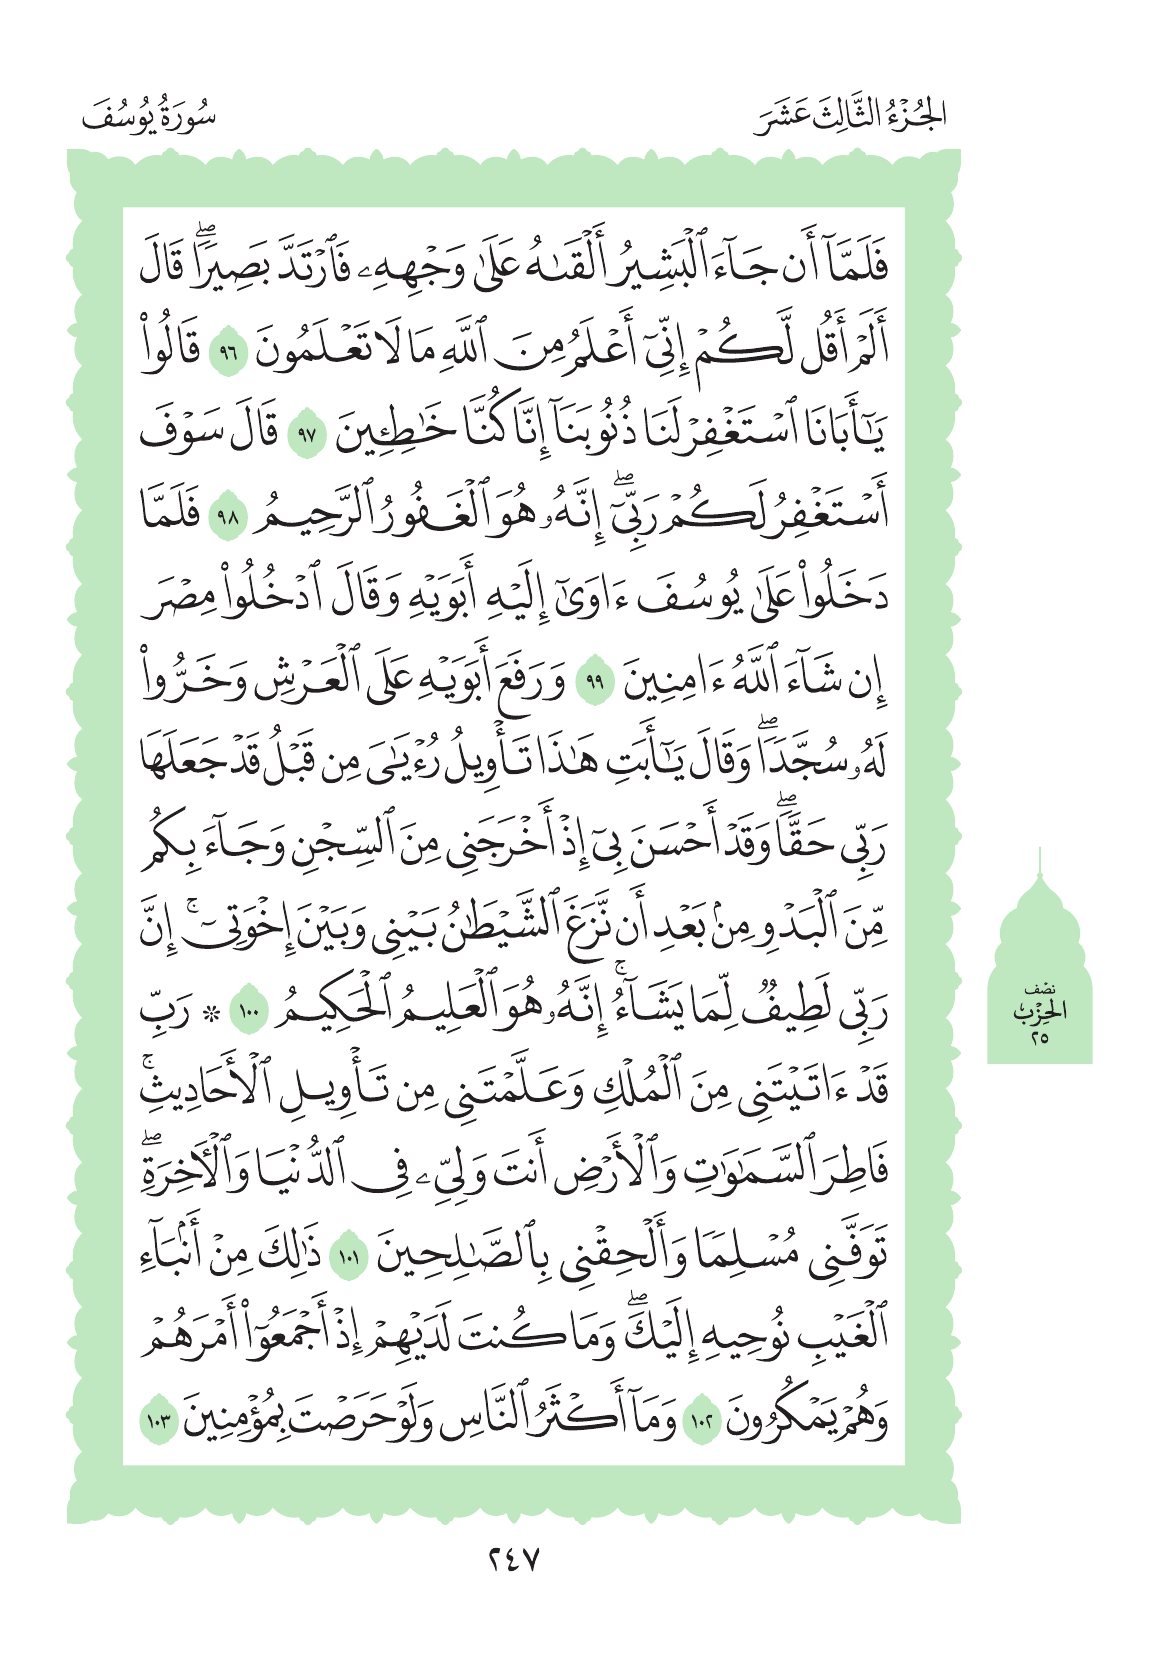 الجُزْءُ الثَّالِثَ عَشَرَ
سُورَةُ يُوسُفَ
فَلَمَّآ أَن جَآءَ ٱلْبَشِيرُ أَلْقَىٰهُ عَلَىٰ وَجْهِهِۦ فَٱرْتَدَّ بَصِيرًاۖ قَالَ
أَلَمْ أَقُل لَّكُمْ إِنِّىٓ أَعْلَمُ مِنَ ٱللَّهِ مَا لَا تَعْلَمُونَ ٩٦ قَالُوا۟
يَـٰٓأَبَانَا ٱسْتَغْفِرْ لَنَا ذُنُوبَنَآ إِنَّا كُنَّا خَـٰطِـِٔينَ ٩٧ قَالَ سَوْفَ
أَسْتَغْفِرُ لَكُمْ رَبِّىٓۖ إِنَّهُۥ هُوَ ٱلْغَفُورُ ٱلرَّحِيمُ ٩٨ فَلَمَّا
دَخَلُوا۟ عَلَىٰ يُوسُفَ ءَاوَىٰٓ إِلَيْهِ أَبَوَيْهِ وَقَالَ ٱدْخُلُوا۟ مِصْرَ
إِن شَآءَ ٱللَّهُ ءَامِنِينَ ٩٩ وَرَفَعَ أَبَوَيْهِ عَلَى ٱلْعَرْشِ وَخَرُّوا۟
لَهُۥ سُجَّدًاۖ وَقَالَ يَـٰٓأَبَتِ هَـٰذَا تَأْوِيلُ رُءْيَـٰىَ مِن قَبْلُ قَدْ جَعَلَهَا
رَبِّى حَقًّاۖ وَقَدْ أَحْسَنَ بِىٓ إِذْ أَخْرَجَنِى مِنَ ٱلسِّجْنِ وَجَآءَ بِكُم
مِّنَ ٱلْبَدْوِ مِنۢ بَعْدِ أَن نَّزَغَ ٱلشَّيْطَـٰنُ بَيْنِى وَبَيْنَ إِخْوَتِىٓۚ إِنَّ
رَبِّى لَطِيفٌ لِّمَا يَشَآءُۚ إِنَّهُۥ هُوَ ٱلْعَلِيمُ ٱلْحَكِيمُ ١٠٠ ۞ رَبِّ
قَدْ ءَاتَيْتَنِى مِنَ ٱلْمُلْكِ وَعَلَّمْتَنِى مِن تَأْوِيلِ ٱلْأَحَادِيثِۚ
فَاطِرَ ٱلسَّمَـٰوَٰتِ وَٱلْأَرْضِ أَنتَ وَلِىِّۦ فِى ٱلدُّنْيَا وَٱلْـَٔاخِرَةِۖ
تَوَفَّنِى مُسْلِمًا وَأَلْحِقْنِى بِٱلصَّـٰلِحِينَ ١٠١ ذَٰلِكَ مِنْ أَنۢبَآءِ
ٱلْغَيْبِ نُوحِيهِ إِلَيْكَۖ وَمَا كُنتَ لَدَيْهِمْ إِذْ أَجْمَعُوٓا۟ أَمْرَهُمْ
وَهُمْ يَمْكُرُونَ ١٠٢ وَمَآ أَكْثَرُ ٱلنَّاسِ وَلَوْ حَرَصْتَ بِمُؤْمِنِينَ ١٠٣
نصْف
الحِزْبُ
٢٥
٢٤٧